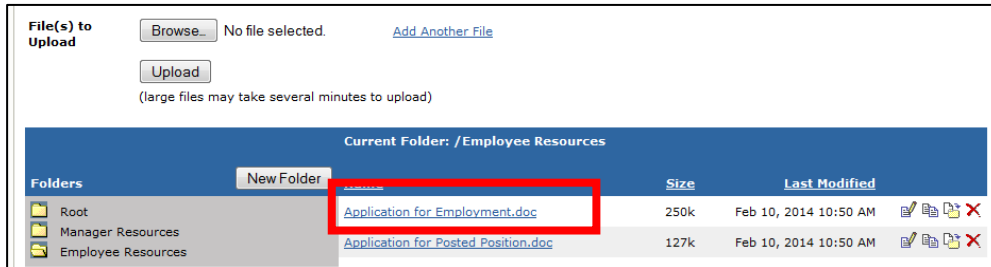 File(s) to Upload
Browse_ No file selected. Add Another File
Upload
(large files may take several minutes to upload)
Current Folder: /Employee Resources
Folders New Folder Size Last Modified
Root Application for Employment.doc 250k Feb 10, 2014 10:50 AM
Manager Resources
Application for Posted Position.doc 127k Feb 10, 2014 10:50 AM
Employee Resources